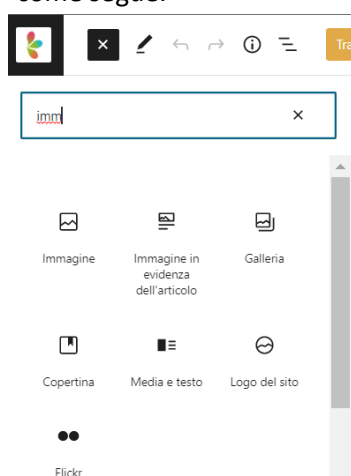 come segue:
Tra
imm
Immagine
Immagine in
evidenza
dell'articolo
Galleria
Copertina
Media e testo
Logo del sito
Flickr